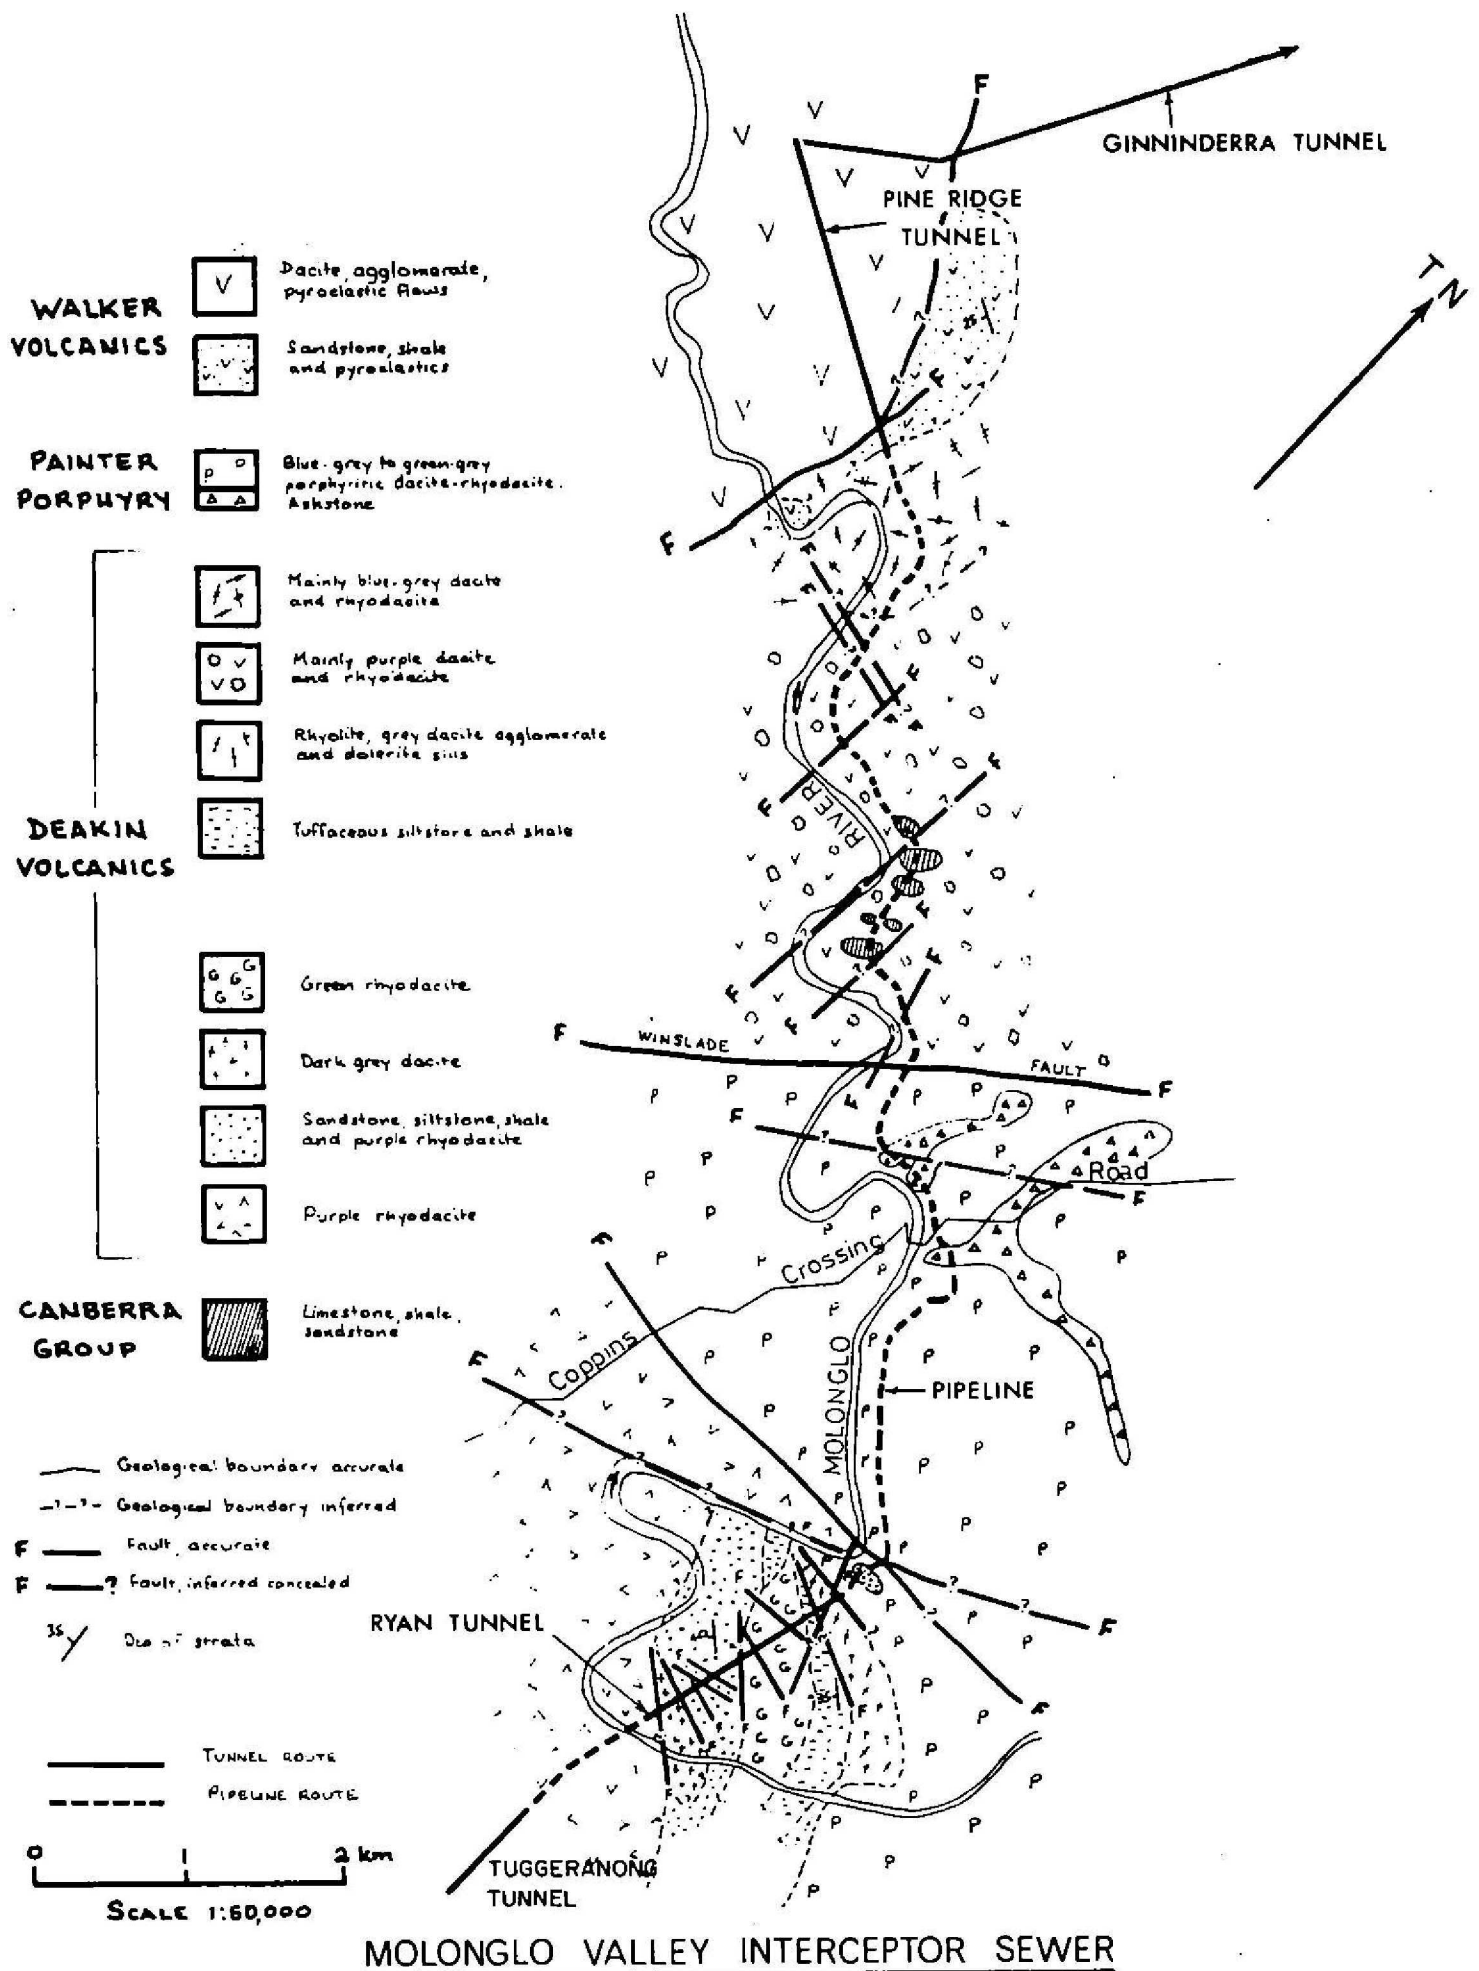 GINNINDERRA TUNNEL
PINE RIDGE
TUNNEL
TN
WALKER
VOLCANICS
V
Dacite, agglomerate,
pyroclastic flows
Sandstone, shale
and pyroclastics
25
PAINTER
PORPHYRY
Blue-grey to green-grey
porphyritic dacite-rhyodacite.
Ashstone
Mainly blue-grey dacite
and rhyodacite
Mainly purple dacite
and rhyodacite
Rhyolite, grey dacite agglomerate
and dolerite sills
DEAKIN
VOLCANICS
Tuffaceous siltstone and shale
RIVER
Green rhyodacite
WINSLADE
FAULT
Dark grey dacite
Sandstone, siltstone, shale
and purple rhyodacite
Road
Purple rhyodacite
Crossing
CANBERRA
GROUP
Limestone, shale,
sandstone
Coppins
MOLONGLO
PIPELINE
Geological boundary accurate
-?-?- Geological boundary inferred
F Fault, accurate
F ? Fault, inferred concealed
35 of strata
RYAN TUNNEL
TUNNEL ROUTE
PIPELINE ROUTE
0 1 2 km
SCALE 1:50,000
TUGGERANONG
TUNNEL
MOLONGLO VALLEY INTERCEPTOR SEWER